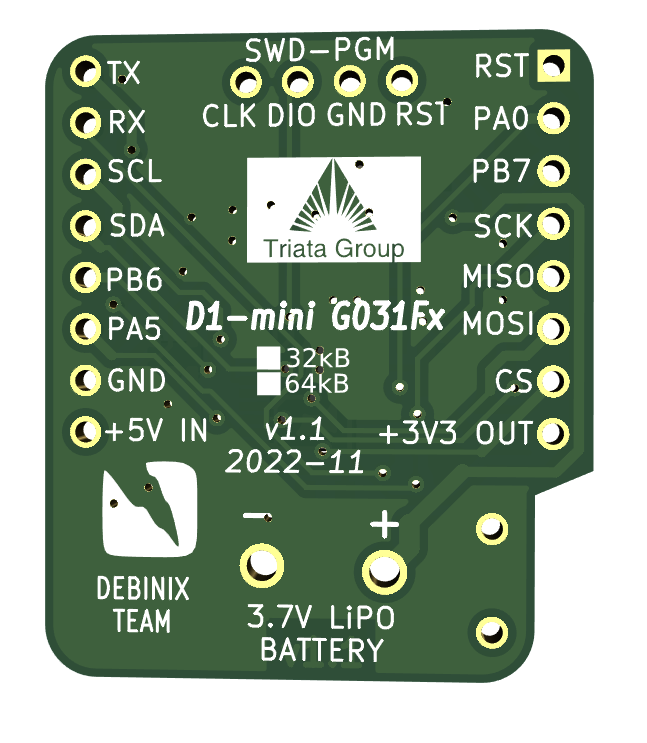 SWD-PGM
CLK DIO GND RST
TX
RX
SCL
SDA
PB6
PA5
GND
+5V IN
RST
PA0
PB7
SCK
MISO
MOSI
CS
+3V3 OUT
Triata Group
D1-mini G031Fx
32kB
64kB
v1.1
2022-11
DEBINIX
TEAM
- +
3.7V LiPO
BATTERY